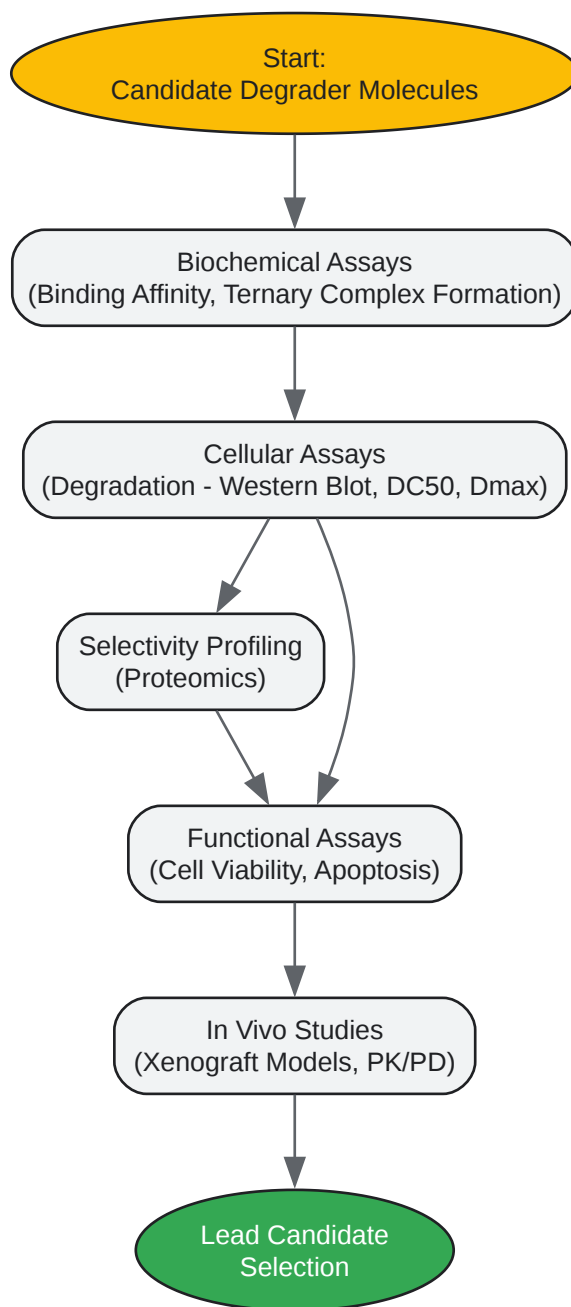 Start:
Candidate Degrader Molecules
Biochemical Assays
(Binding Affinity, Ternary Complex Formation)
Cellular Assays
(Degradation - Western Blot, DC50, Dmax)
Selectivity Profiling
(Proteomics)
Functional Assays
(Cell Viability, Apoptosis)
In Vivo Studies
(Xenograft Models, PK/PD)
Lead Candidate
Selection